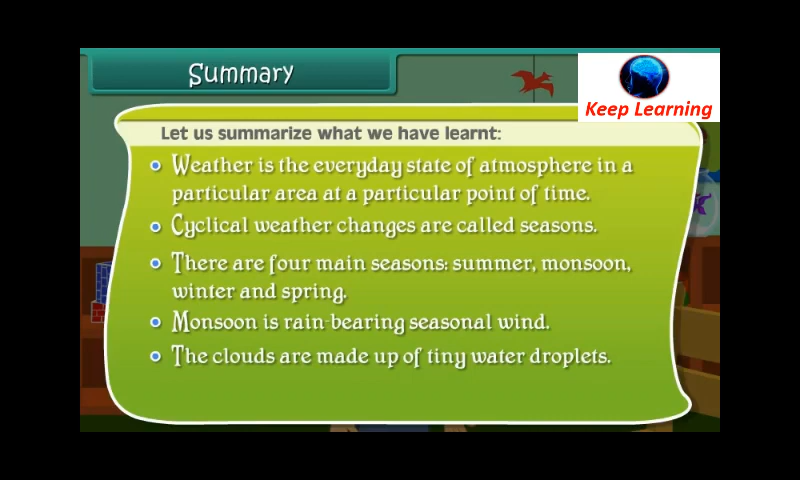 Summary
Keep Learning
Let us summarize what we have learnt:
Weather is the everyday state of atmosphere in a
particular area at a particular point of time.
Cyclical weather changes are called seasons.
There are four main seasons: summer, monsoon,
winter and spring.
Monsoon is rain-bearing seasonal wind.
The clouds are made up of tiny water droplets.